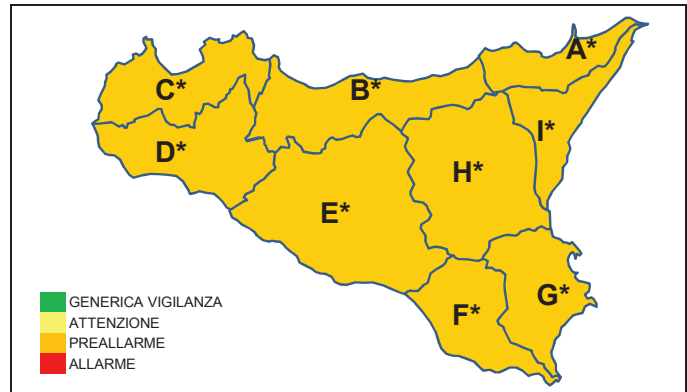 A*
C*
B*
I*
D*
H*
E*
G*
F*
GENERICA VIGILANZA
ATTENZIONE
PREALLARME
ALLARME